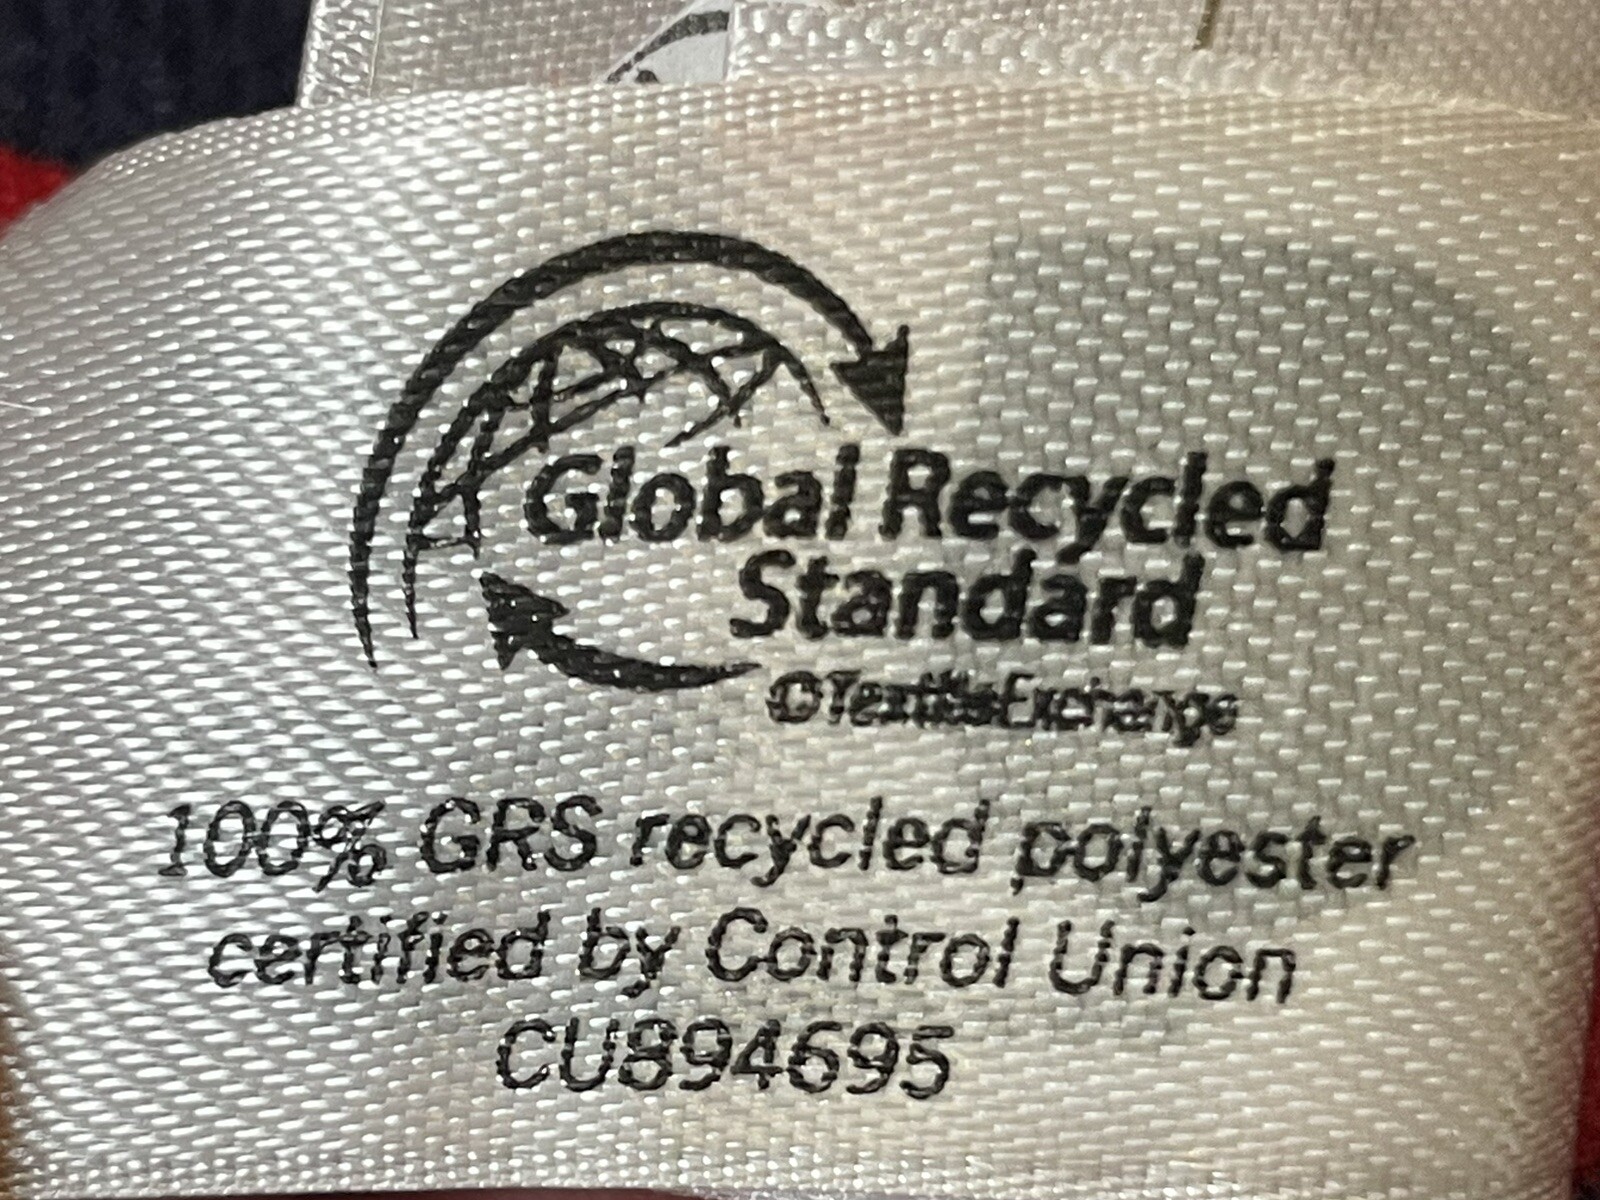 Global Recycled
Standard
©TextileExchange
100% GRS recycled polyester
certified by Control Union
CU894695